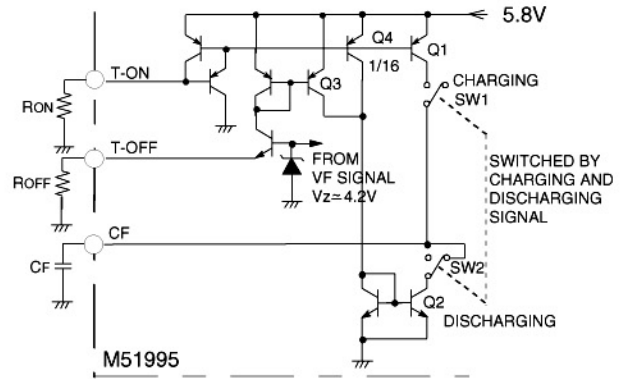 5.8V
Q4
Q1
T-ON
1/16
Q3
CHARGING
SW1
RON
T-OFF
FROM
VF SIGNAL
Vz≃4.2V
SWITCHED BY
CHARGING AND
DISCHARGING
SIGNAL
ROFF
CF
SW2
CF
Q2
DISCHARGING
M51995